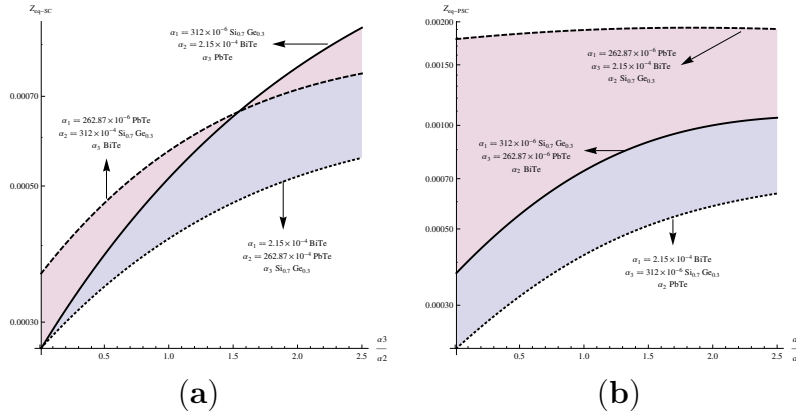 Z_eq-SC
α₁ = 312×10⁻⁶ Si₀.₇ Ge₀.₃
α₂ = 2.15×10⁻⁴ BiTe
α₃ PbTe
0.00070
α₁ = 262.87×10⁻⁶ PbTe
α₂ = 312×10⁻⁴ Si₀.₇ Ge₀.₃
α₃ BiTe
0.00050
α₁ = 2.15×10⁻⁴ BiTe
α₂ = 262.87×10⁻⁴ PbTe
α₃ Si₀.₇ Ge₀.₃
0.00030
0.5 1.0 1.5 2.0 2.5
α3
α2
(a)
Z_eq-PSC
0.00200
α₁ = 262.87×10⁻⁶ PbTe
α₃ = 2.15×10⁻⁴ BiTe
α₂ Si₀.₇ Ge₀.₃
0.00150
0.00100
α₁ = 312×10⁻⁶ Si₀.₇ Ge₀.₃
α₃ = 262.87×10⁻⁶ PbTe
α₂ BiTe
0.00070
0.00050
α₁ = 2.15×10⁻⁴ BiTe
α₃ = 312×10⁻⁶ Si₀.₇ Ge₀.₃
α₂ PbTe
0.00030
0.5 1.0 1.5 2.0 2.5
α
α
(b)